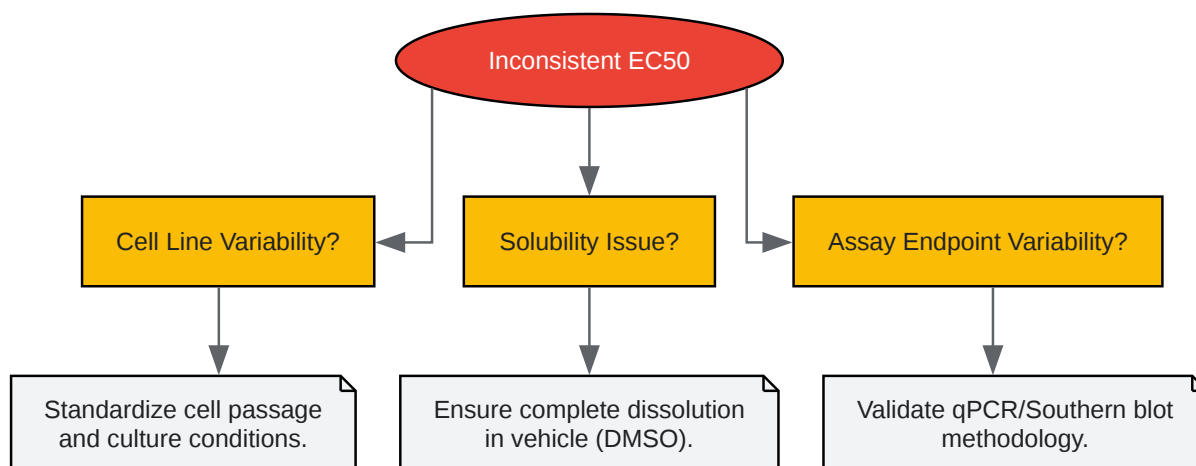 Inconsistent EC50
Cell Line Variability?
Solubility Issue?
Assay Endpoint Variability?
Standardize cell passage
and culture conditions.
Ensure complete dissolution
in vehicle (DMSO).
Validate qPCR/Southern blot
methodology.